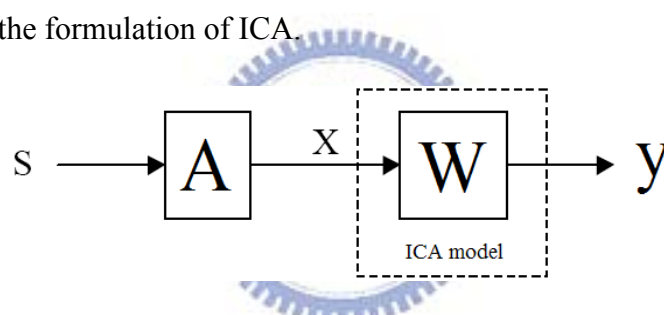 the formulation of ICA.
S
A
X
W
y
ICA model